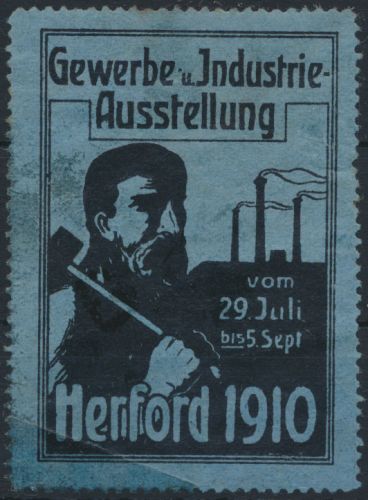 Gewerbe u. Industrie-
Ausstellung
vom
29. Juli
bis 5. Sept
Herford 1910